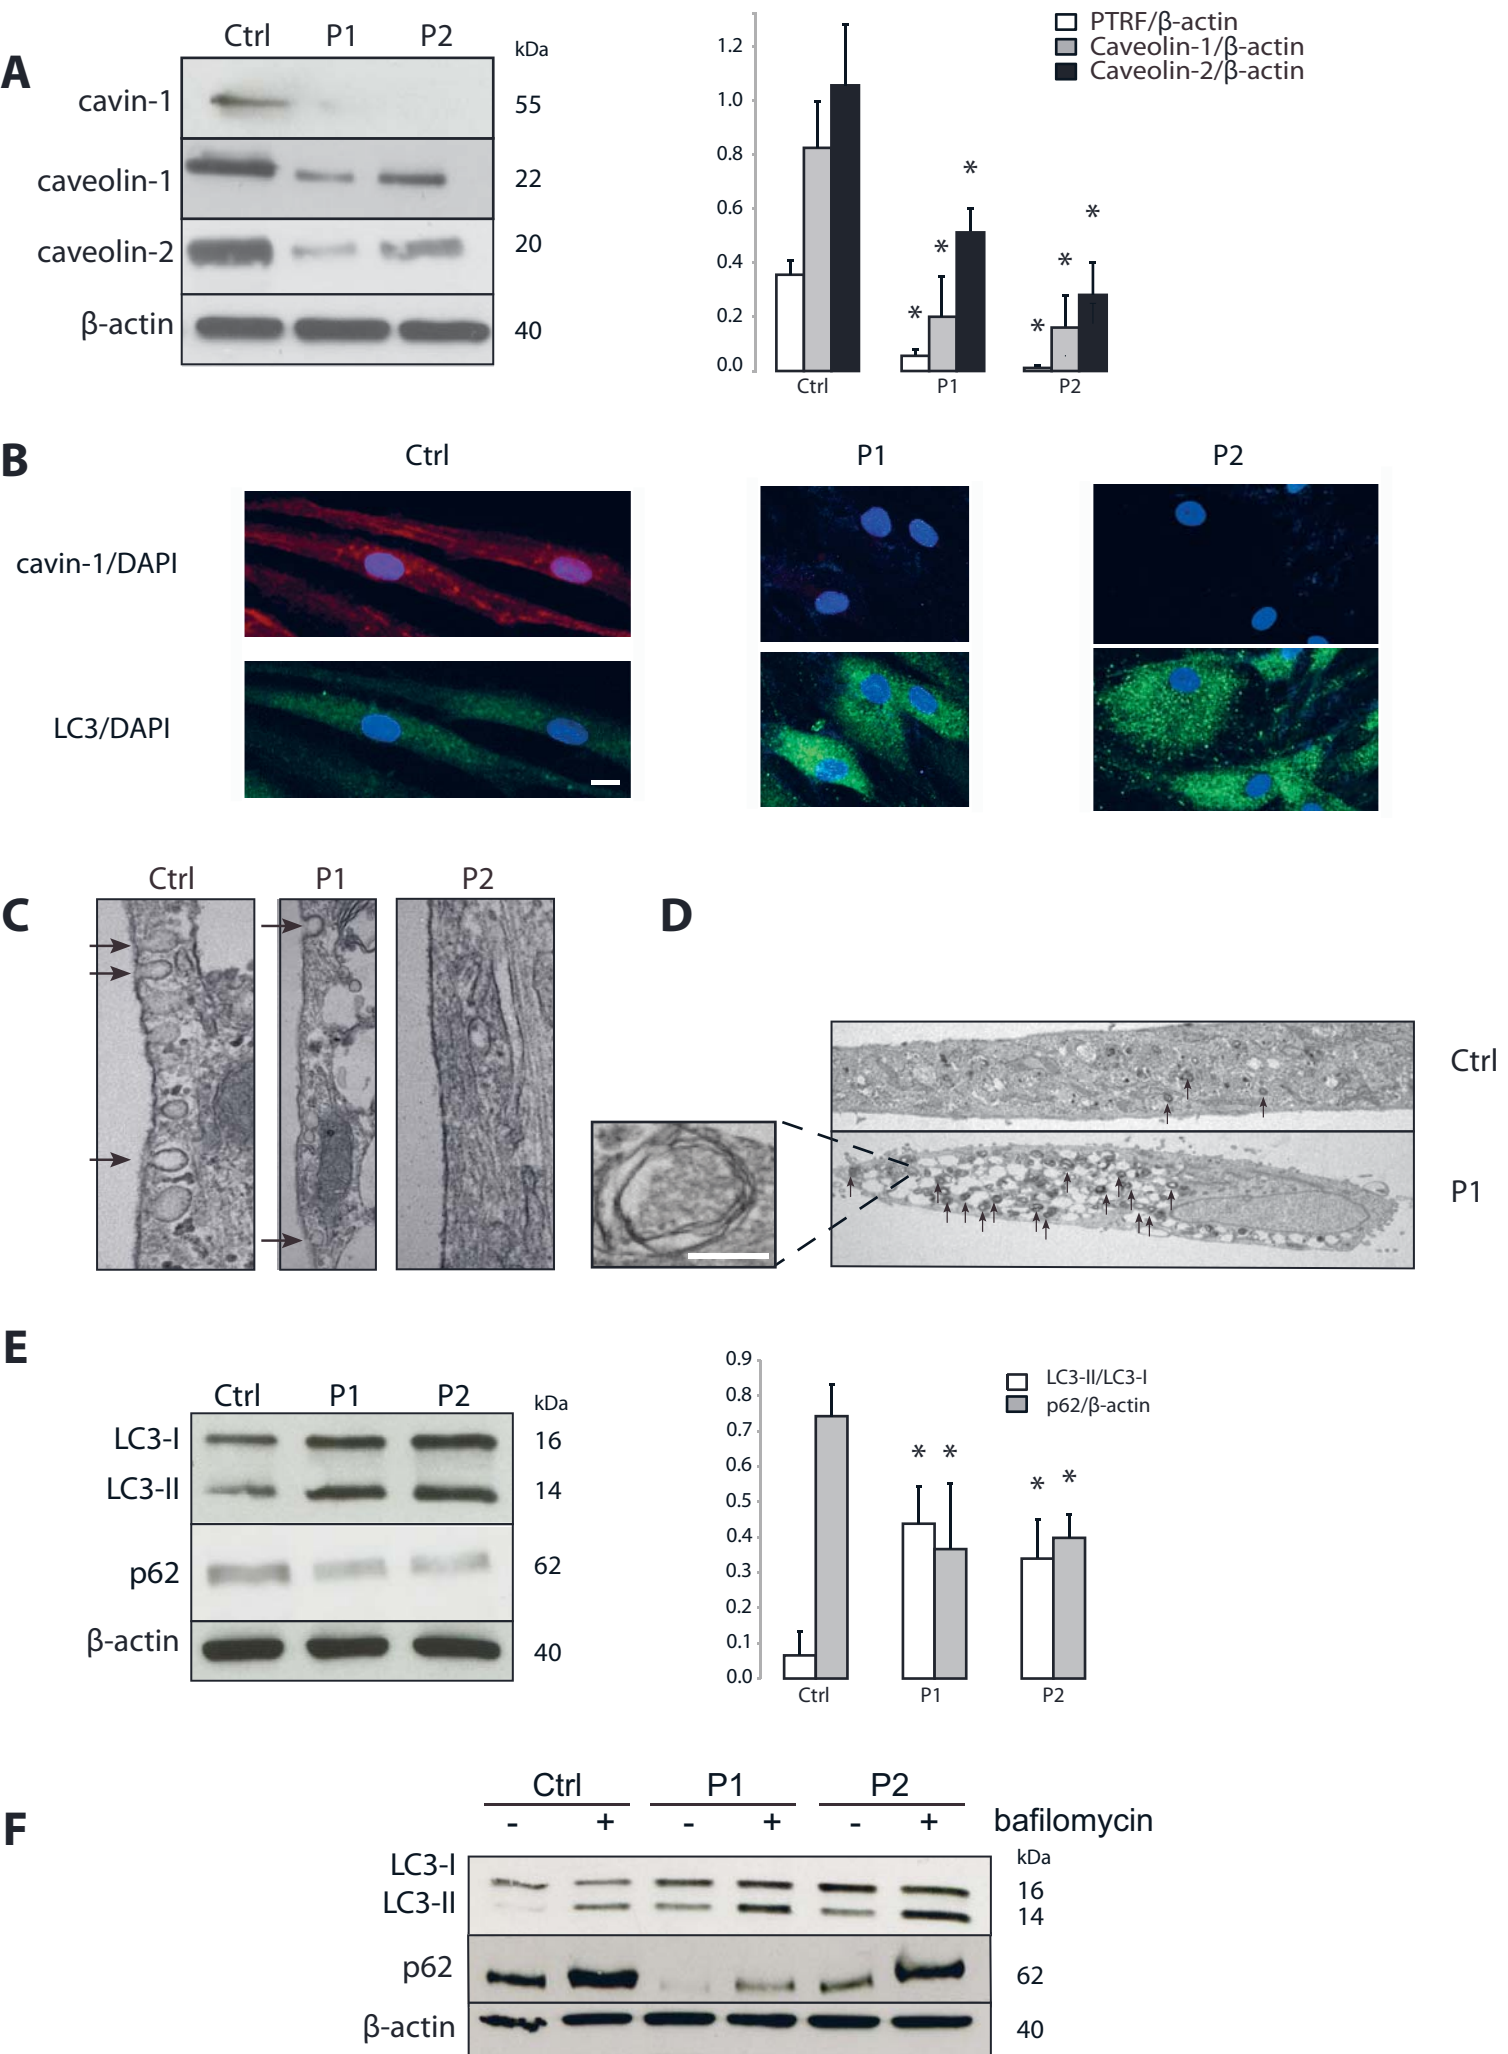 A
Ctrl P1 P2
kDa
cavin-1
55
caveolin-1
22
caveolin-2
20
β-actin
40
PTRF/β-actin
Caveolin-1/β-actin
Caveolin-2/β-actin
1.2
1.0
0.8
0.6
0.4
0.2
0.0
* * *
* * *
Ctrl P1 P2
B
Ctrl P1 P2
cavin-1/DAPI
LC3/DAPI
C
Ctrl P1 P2
D
Ctrl
P1
E
Ctrl P1 P2
kDa
LC3-I
16
LC3-II
14
p62
62
β-actin
40
LC3-II/LC3-I
p62/β-actin
0.9
0.8
0.7
0.6
0.5
0.4
0.3
0.2
0.1
0.0
* *
* *
Ctrl P1 P2
F
Ctrl P1 P2
- + - + - + bafilomycin
kDa
LC3-I
16
LC3-II
14
p62
62
β-actin
40